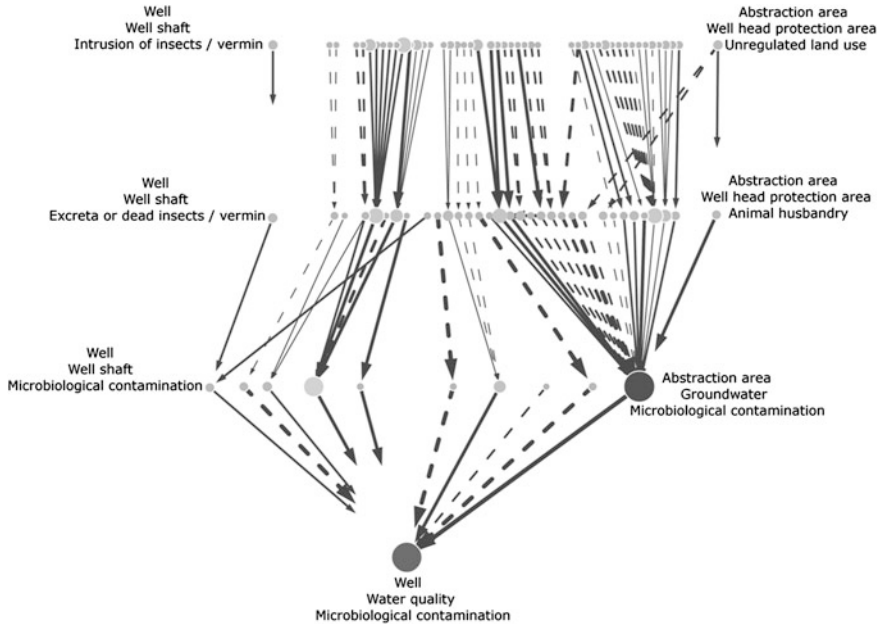 Well
Well shaft
Intrusion of insects / vermin
Abstraction area
Well head protection area
Unregulated land use
Well
Well shaft
Excreta or dead insects / vermin
Abstraction area
Well head protection area
Animal husbandry
Well
Well shaft
Microbiological contamination
Abstraction area
Groundwater
Microbiological contamination
Well
Water quality
Microbiological contamination